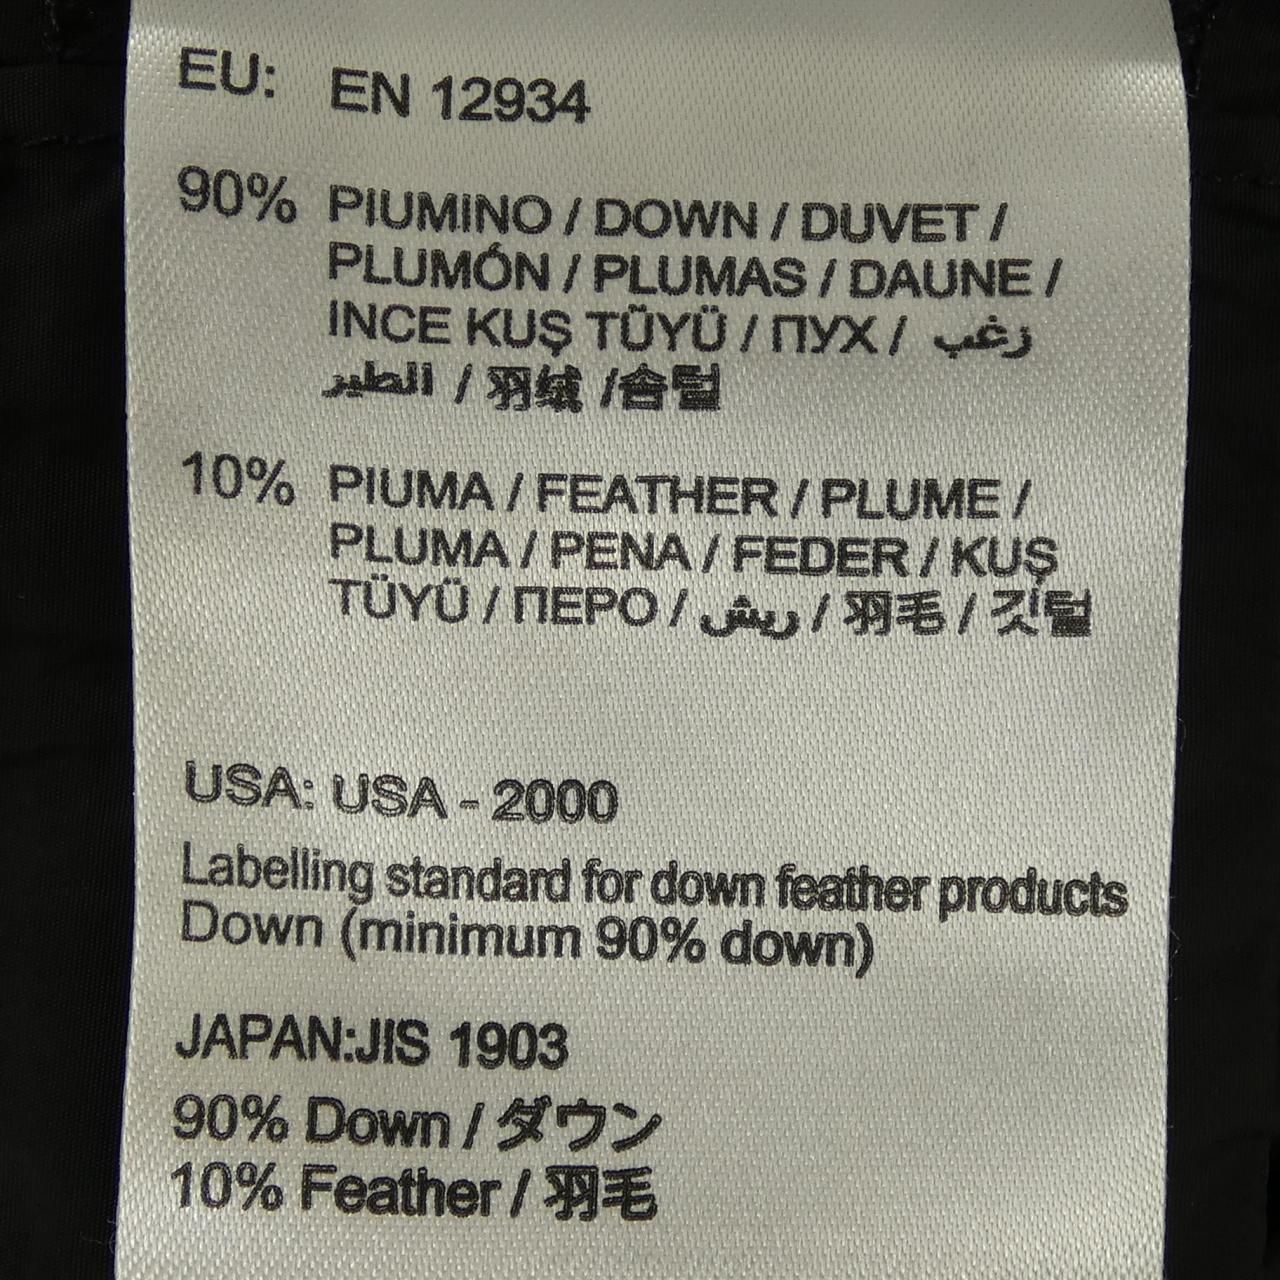 EU: EN 12934
90% PIUMINO / DOWN / DUVET /
PLUMÓN / PLUMAS / DAUNE /
INCE KUŞ TÜYÜ / ПУХ / زغب
الطير / 羽绒 /솜털
10% PIUMA / FEATHER / PLUME /
PLUMA / PENA / FEDER / KUŞ
TÜYÜ / ПЕРО / ريش / 羽毛 / 깃털
USA: USA - 2000
Labelling standard for down feather products
Down (minimum 90% down)
JAPAN:JIS 1903
90% Down / ダウン
10% Feather / 羽毛